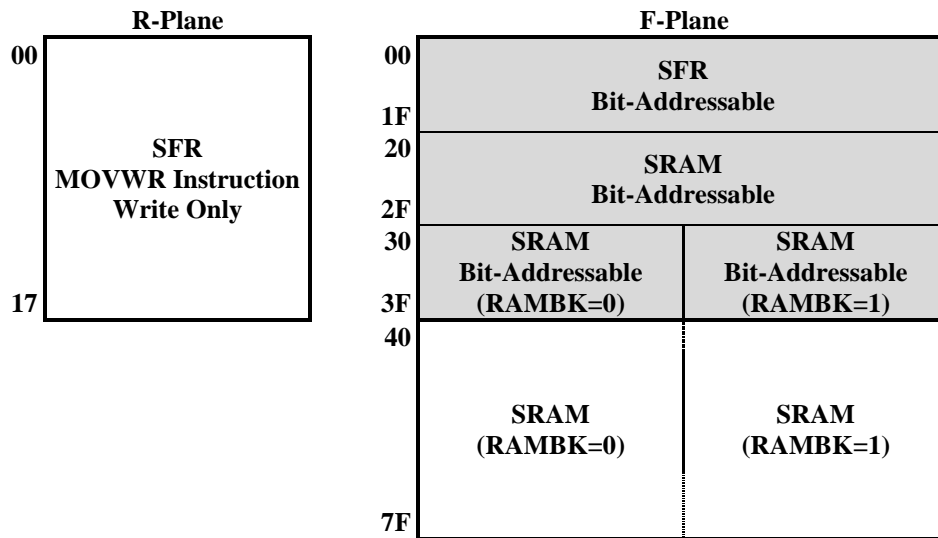 R-Plane
00
SFR
MOVWR Instruction
Write Only
17
F-Plane
00
SFR
Bit-Addressable
1F
20
SRAM
Bit-Addressable
2F
30
SRAM
Bit-Addressable
(RAMBK=0)
SRAM
Bit-Addressable
(RAMBK=1)
3F
40
SRAM
(RAMBK=0)
SRAM
(RAMBK=1)
7F